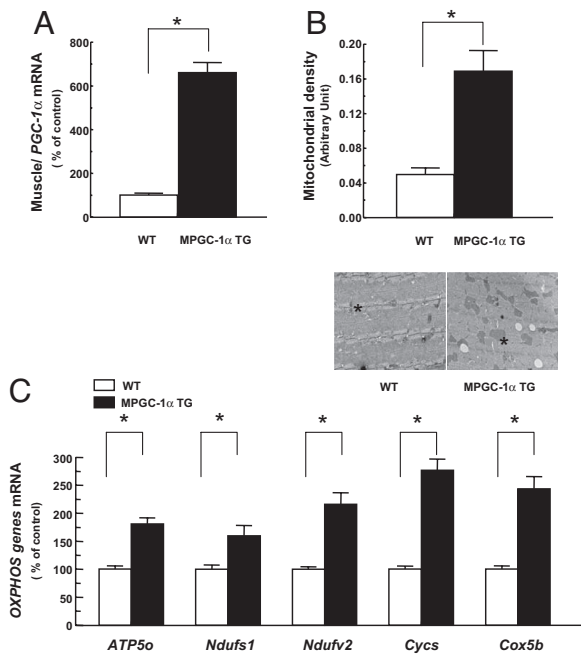 A
*
Muscle/ PGC-1α mRNA
( % of control)
800
600
400
200
0
WT
MPGC-1α TG
B
*
Mitochondrial density
(Arbitrary Unit)
0.20
0.16
0.12
0.08
0.04
0.00
WT
MPGC-1α TG
*
*
WT
MPGC-1α TG
C
WT
MPGC-1α TG
*
*
*
*
*
OXPHOS genes mRNA
( % of control)
300
250
200
150
100
50
0
ATP5o
Ndufs1
Ndufv2
Cycs
Cox5b